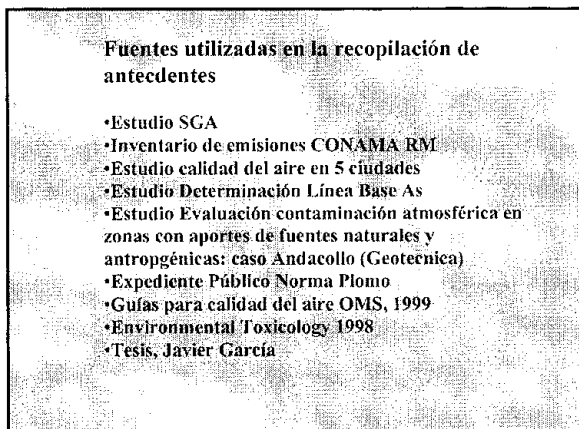 Fuentes utilizadas en la recopilación de
antecdentes
•Estudio SGA
•Inventario de emisiones CONAMA RM
•Estudio calidad del aire en 5 ciudades
•Estudio Determinación Línea Base As
•Estudio Evaluación contaminación atmosférica en
zonas con aportes de fuentes naturales y
antropgénicas: caso Andacollo (Geotecnica)
•Expediente Público Norma Plomo
•Guías para calidad del aire OMS, 1999
•Environmental Toxicology 1998
•Tesis, Javier García